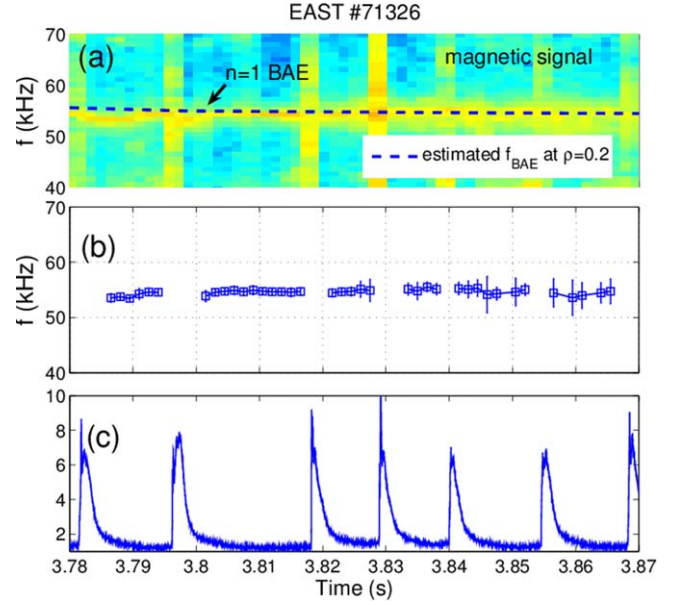 EAST #71326
70
(a)
magnetic signal
n=1 BAE
60
f (kHz)
50
estimated f_BAE at ρ=0.2
40
70
(b)
60
f (kHz)
50
40
10
(c)
8
6
4
2
3.78 3.79 3.80 3.81 3.82 3.83 3.84 3.85 3.86 3.87
Time (s)